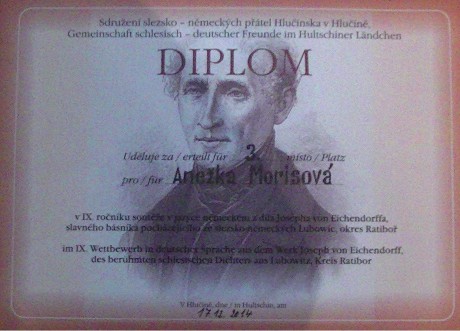 Sdružení slezsko – německých přátel Hlučínska v Hlučíně,
Gemeinschaft schlesisch – deutscher Freunde im Hultschiner Ländchen
DIPLOM
Uděluje za / erteilt für 3. místo / Platz
pro / für Anežka Morisová
v IX. ročníku soutěže v jazyce německém z díla Josepha von Eichendorffa,
slavného básníka pocházejícího ze slezsko-německých Lubowic, okres Ratiboř
im IX. Wettbewerb in deutscher Sprache aus dem Werk Joseph von Eichendorff,
des berühmten schlesischen Dichters aus Lubowitz, Kreis Ratibor
V Hlučíně, dne / in Hultschin, am
17.12.2014